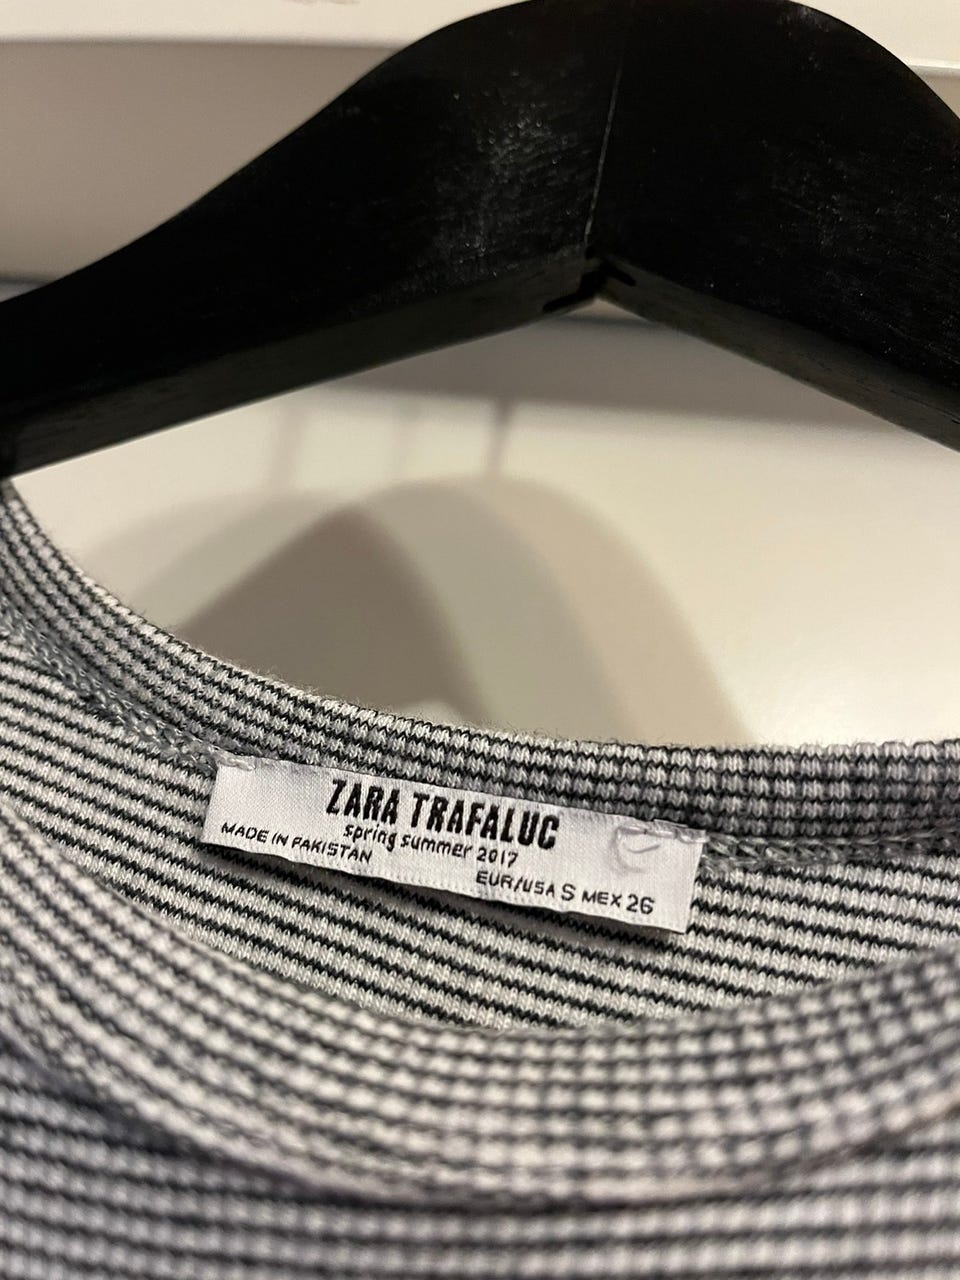 ZARA TRAFALUC
spring summer 2017
MADE IN PAKISTAN
EUR/USA S MEX 26